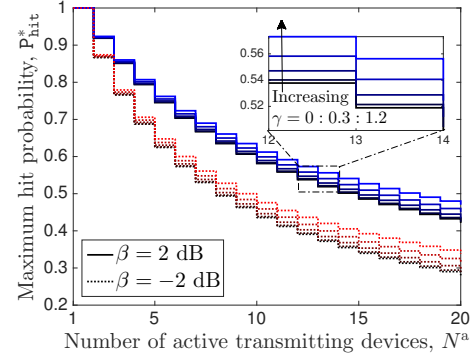 Maximum hit probability, P*hit
1
0.9
0.8
0.7
0.6
0.5
0.4
0.3
0.2
0.56
0.54
0.52
Increasing
γ = 0 : 0.3 : 1.2
12 13 14
β = 2 dB
β = −2 dB
1 5 10 15 20
Number of active transmitting devices, Nᵃ